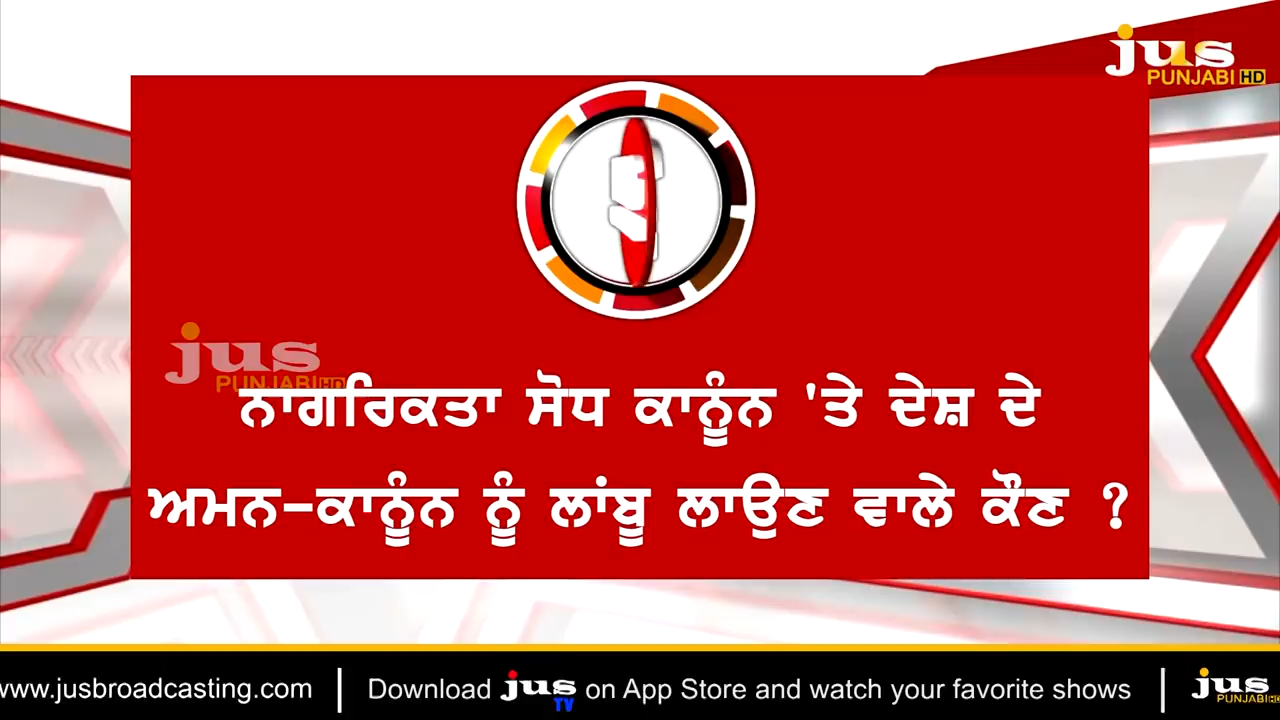 jus
PUNJABI HD
jus
PUNJABI HD
ਨਾਗਰਿਕਤਾ ਸੋਧ ਕਾਨੂੰਨ 'ਤੇ ਦੇਸ਼ ਦੇ
ਅਮਨ-ਕਾਨੂੰਨ ਨੂੰ ਲਾਂਬੂ ਲਾਉਣ ਵਾਲੇ ਕੌਣ ?
www.jusbroadcasting.com | Download jus TV on App Store and watch your favorite shows | jus PUNJABI HD